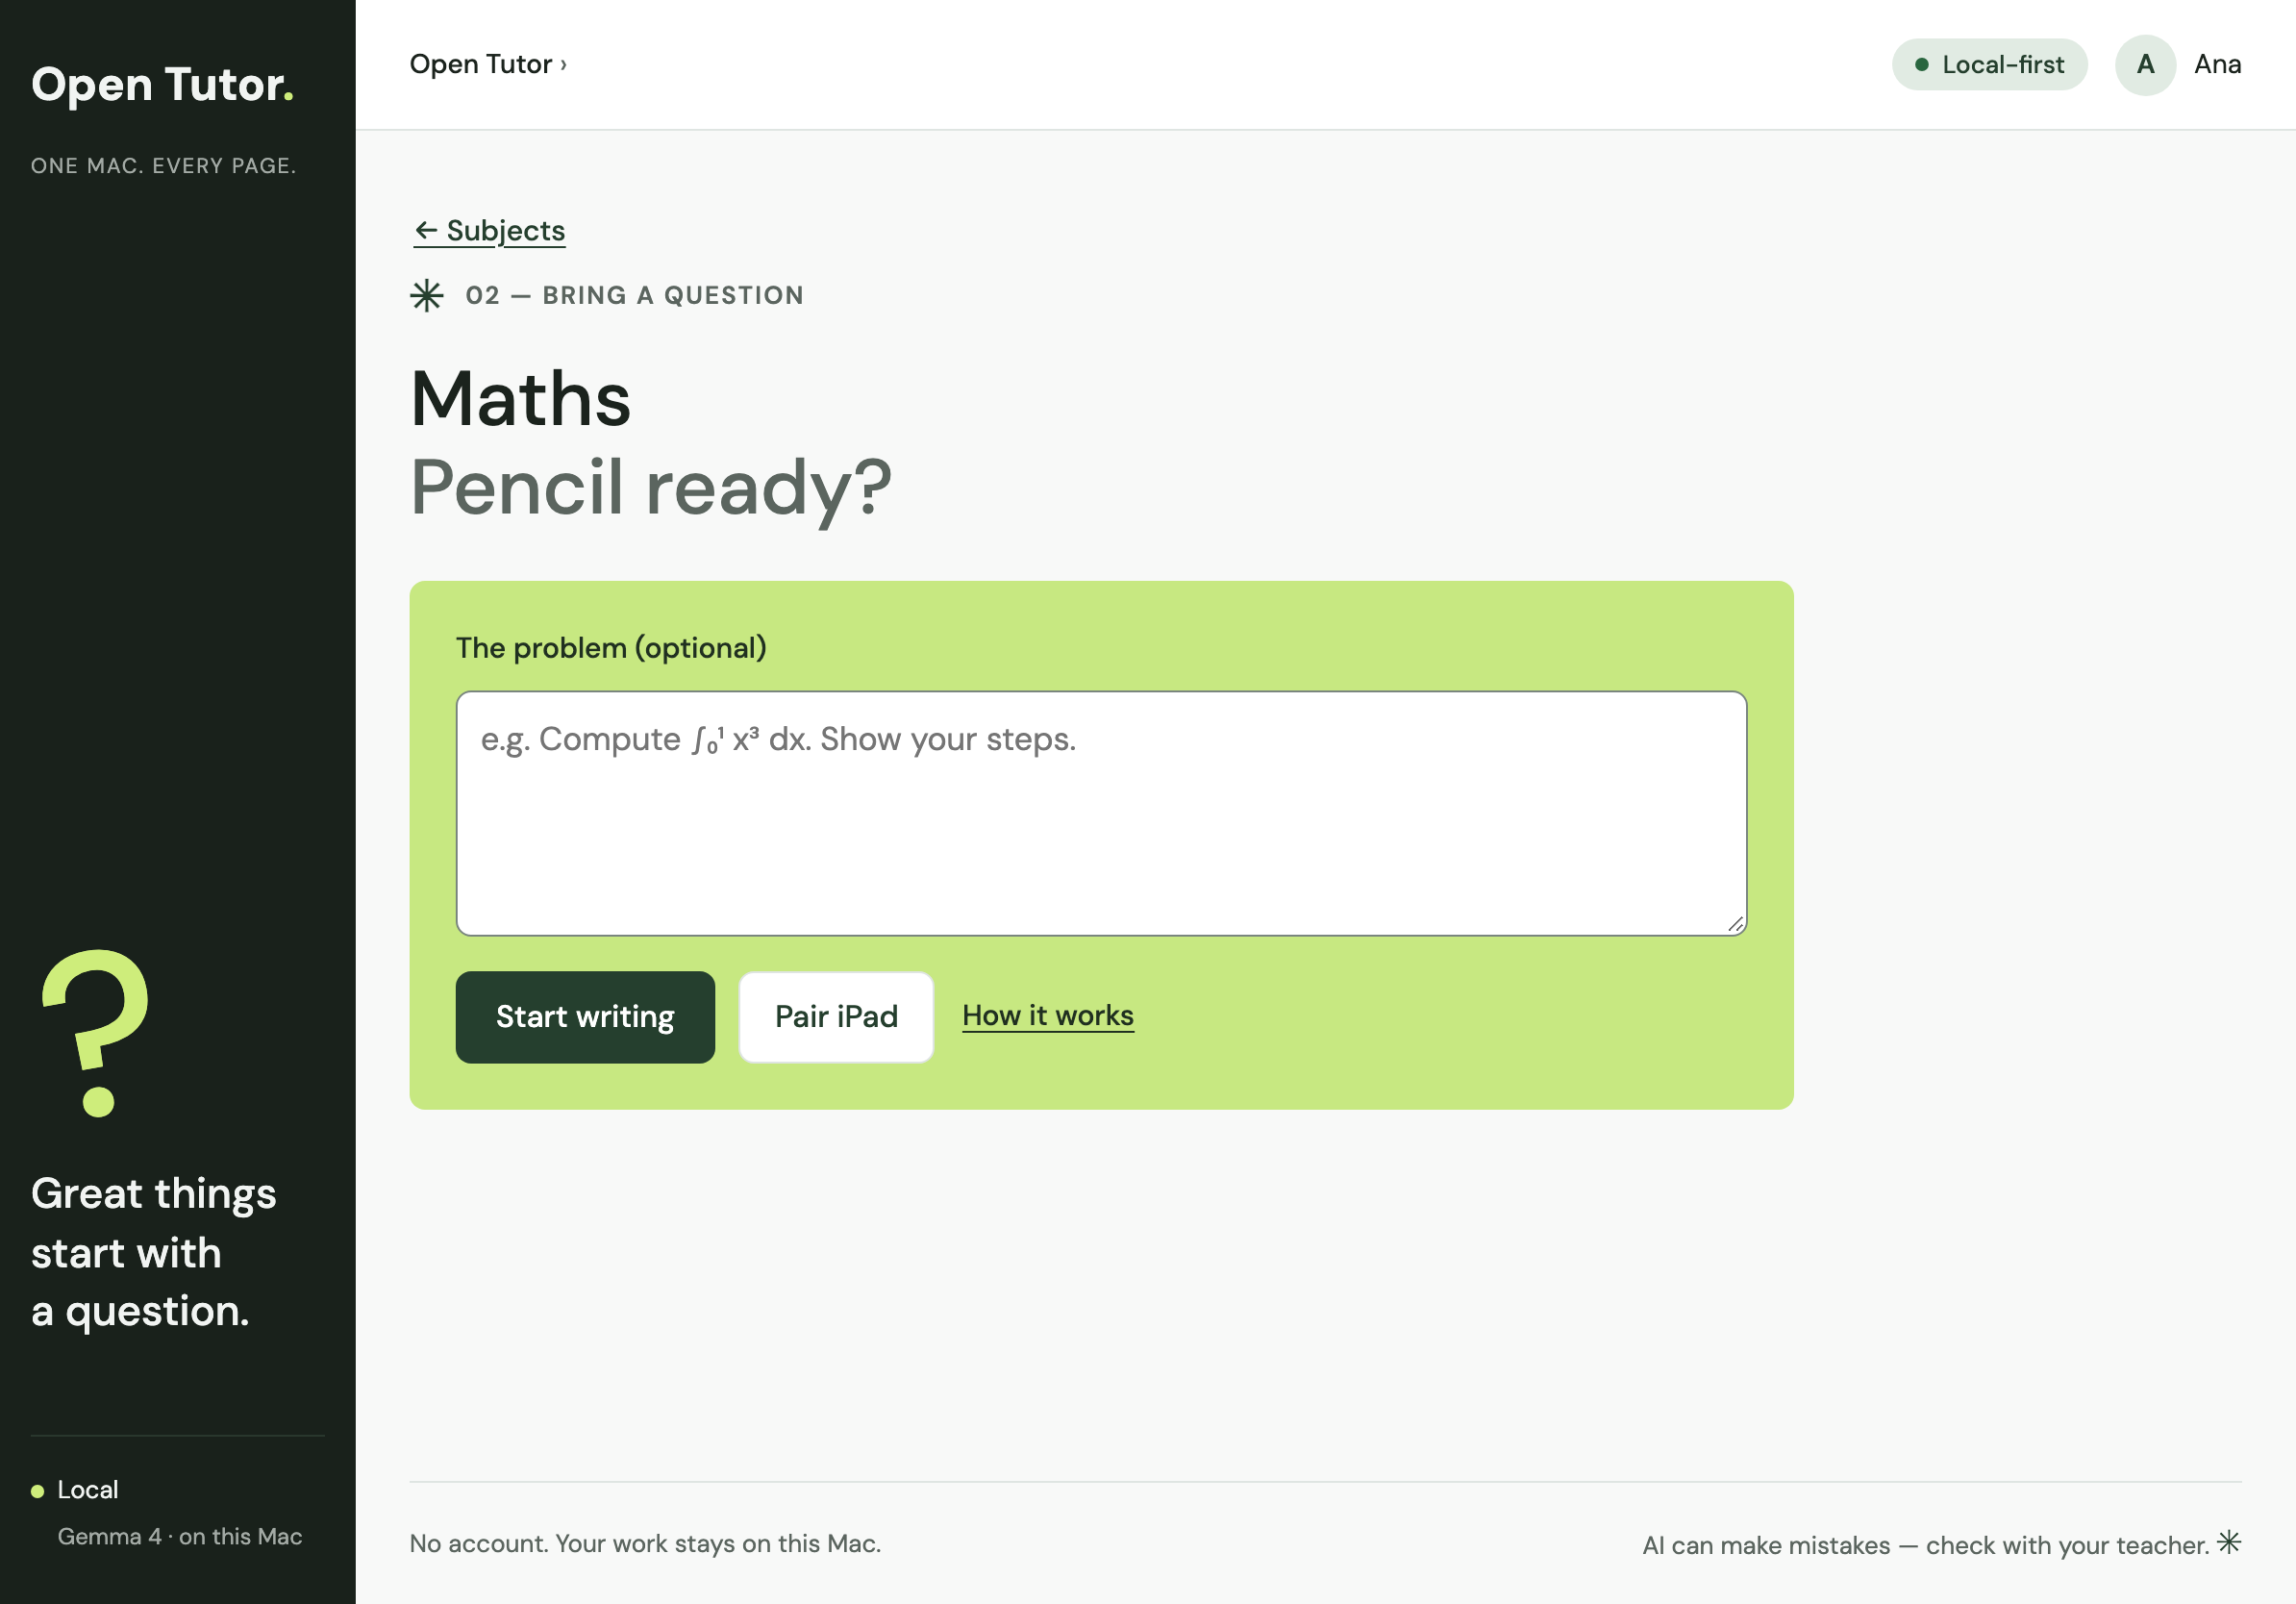 Open Tutor.
ONE MAC. EVERY PAGE.
?
Great things
start with
a question.
Local
Gemma 4 · on this Mac
Open Tutor ›
Local-first
A
Ana
← Subjects
02 — BRING A QUESTION
Maths
Pencil ready?
The problem (optional)
e.g. Compute ∫₀¹ x³ dx. Show your steps.
Start writing
Pair iPad
How it works
No account. Your work stays on this Mac.
AI can make mistakes — check with your teacher.